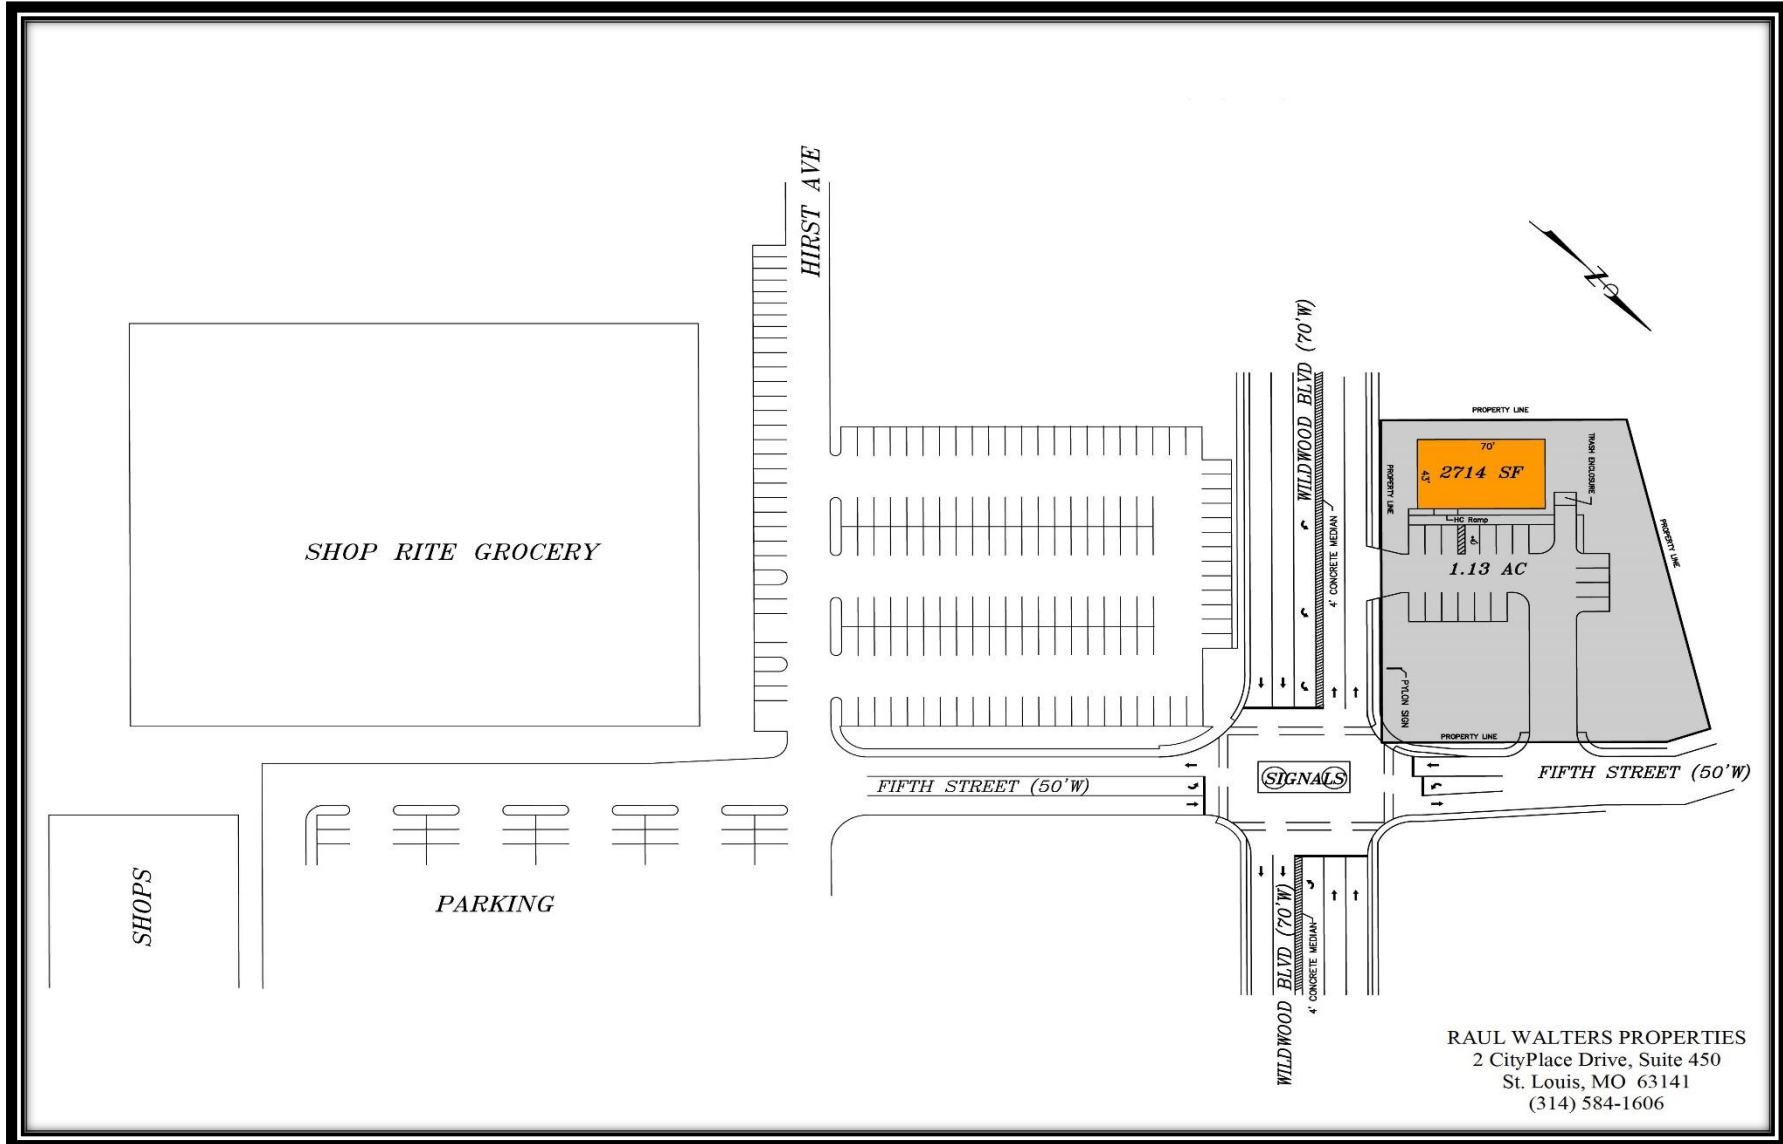 HIRST AVE
N
WILDWOOD BLVD (70'W)
PROPERTY LINE
70'
2714 SF
43'
TRASH ENCLOSURE
PROPERTY LINE
HC Ramp
4' CONCRETE MEDIAN
PROPERTY LINE
SHOP RITE GROCERY
1.13 AC
PYLON SIGN
PROPERTY LINE
FIFTH STREET (50'W)
SIGNALS
FIFTH STREET (50'W)
SHOPS
PARKING
WILDWOOD BLVD (70'W)
4' CONCRETE MEDIAN
RAUL WALTERS PROPERTIES
2 CityPlace Drive, Suite 450
St. Louis, MO 63141
(314) 584-1606